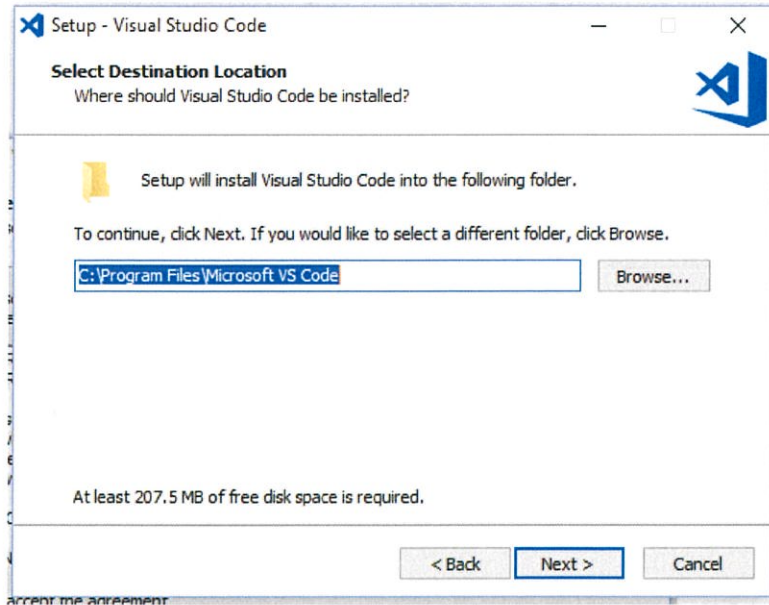 Setup - Visual Studio Code
Select Destination Location
Where should Visual Studio Code be installed?
Setup will install Visual Studio Code into the following folder.
To continue, click Next. If you would like to select a different folder, click Browse.
C:\Program Files\Microsoft VS Code
Browse...
At least 207.5 MB of free disk space is required.
< Back
Next >
Cancel
accept the agreement